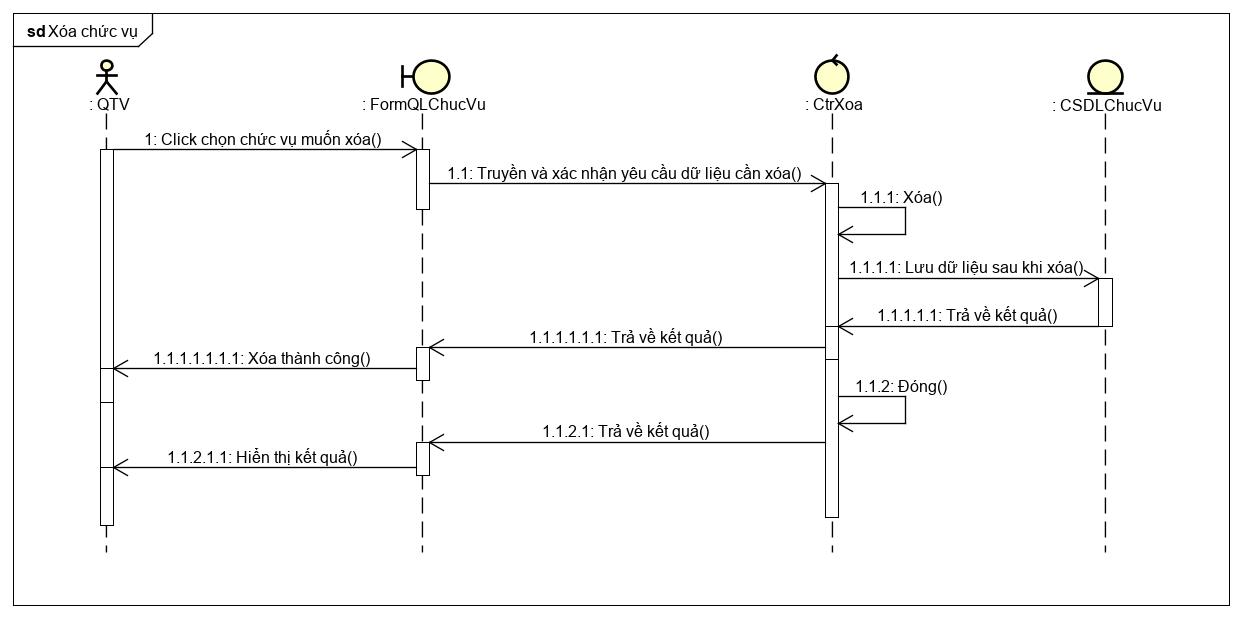 sd Xóa chức vụ
: QTV
: FormQLChucVu
: CtrXoa
: CSDLChucVu
1: Click chọn chức vụ muốn xóa()
1.1: Truyền và xác nhận yêu cầu dữ liệu cần xóa()
1.1.1: Xóa()
1.1.1.1: Lưu dữ liệu sau khi xóa()
1.1.1.1.1: Trả về kết quả()
1.1.1.1.1.1: Trả về kết quả()
1.1.1.1.1.1.1: Xóa thành công()
1.1.2: Đóng()
1.1.2.1: Trả về kết quả()
1.1.2.1.1: Hiển thị kết quả()